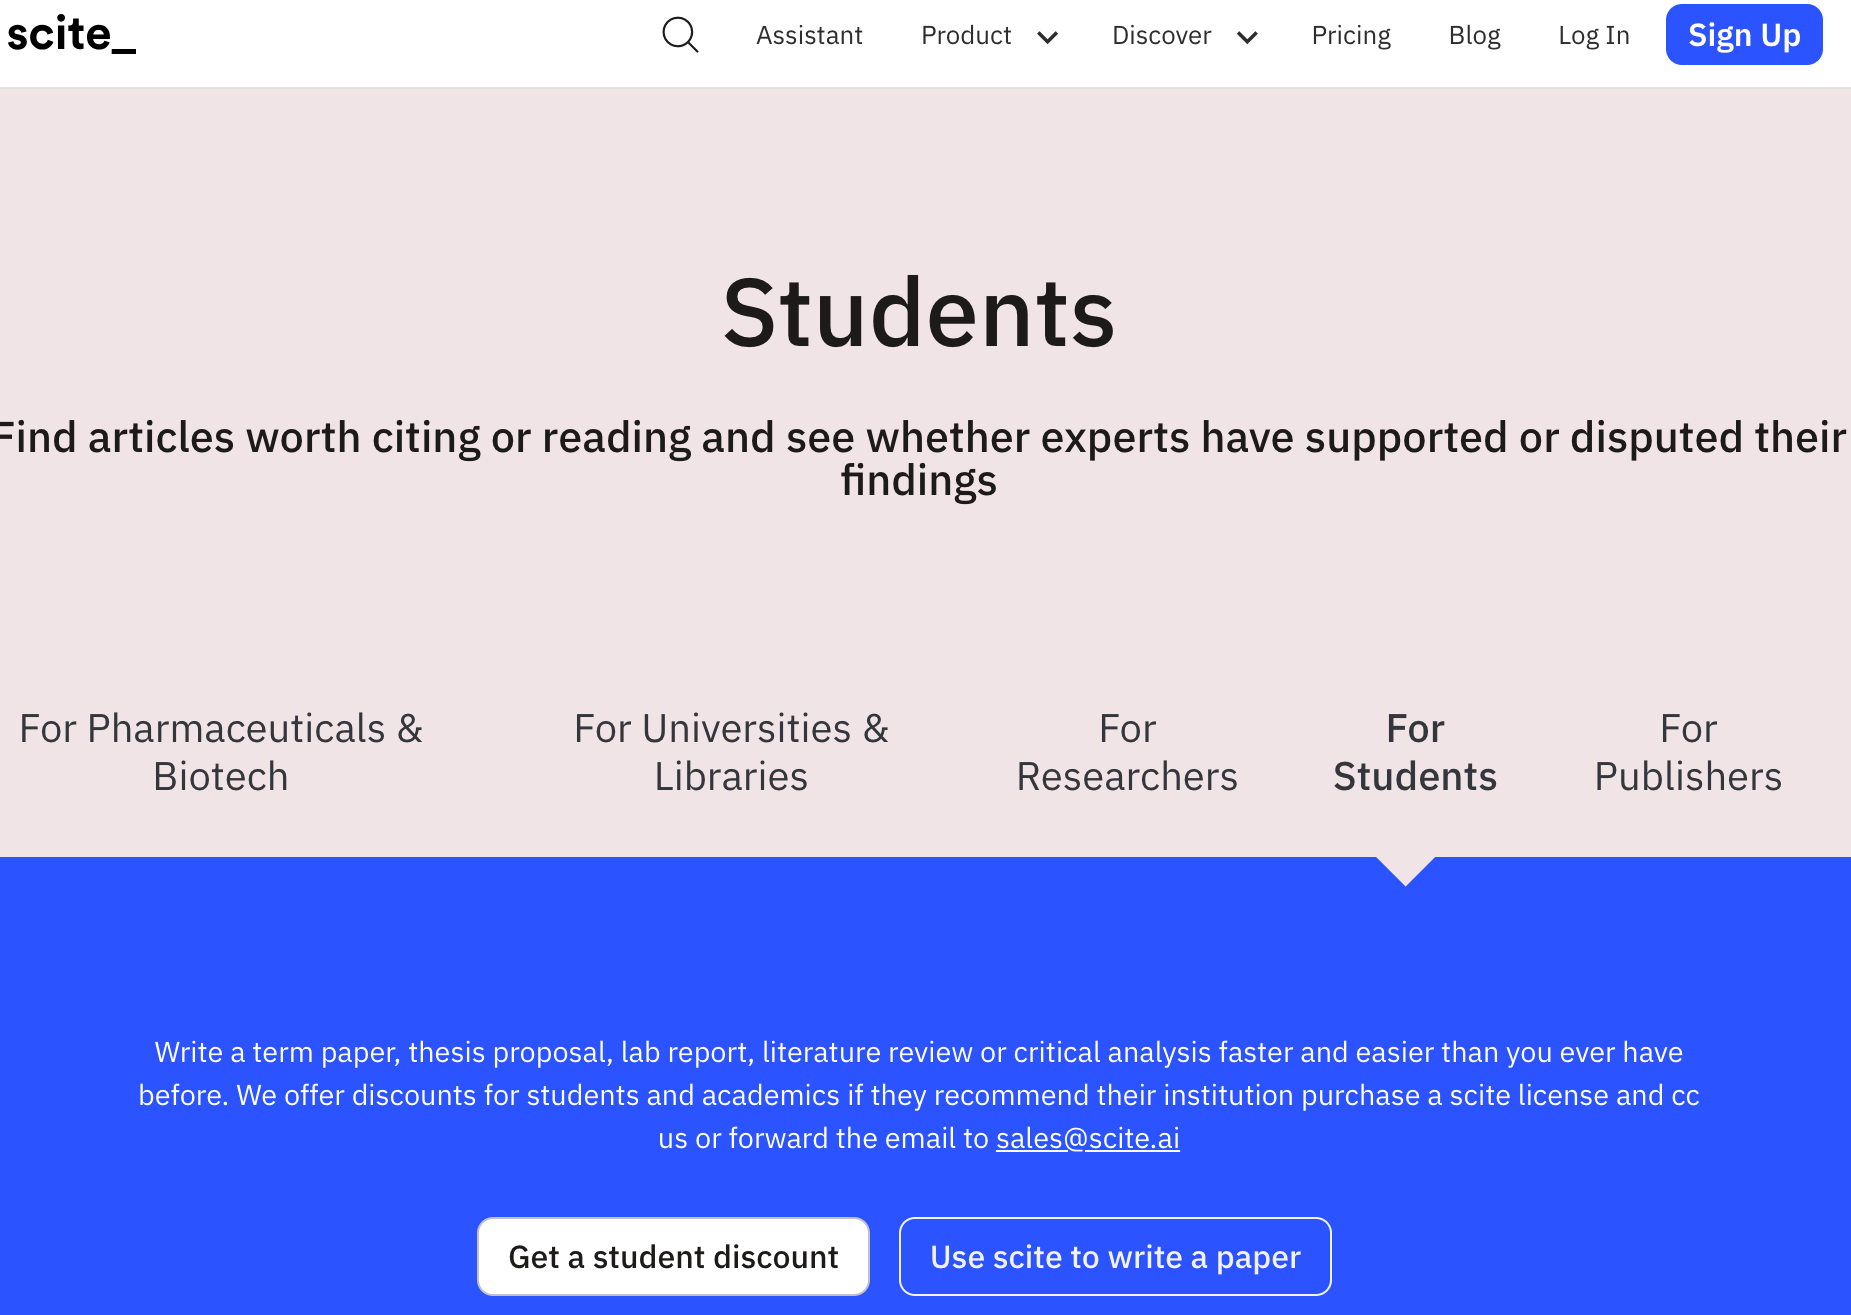 scite_
Assistant
Product
Discover
Pricing
Blog
Log In
Sign Up
Students
Find articles worth citing or reading and see whether experts have supported or disputed their
findings
For Pharmaceuticals &
Biotech
For Universities &
Libraries
For
Researchers
For
Students
For
Publishers
Write a term paper, thesis proposal, lab report, literature review or critical analysis faster and easier than you ever have
before. We offer discounts for students and academics if they recommend their institution purchase a scite license and cc
us or forward the email to sales@scite.ai
Get a student discount
Use scite to write a paper